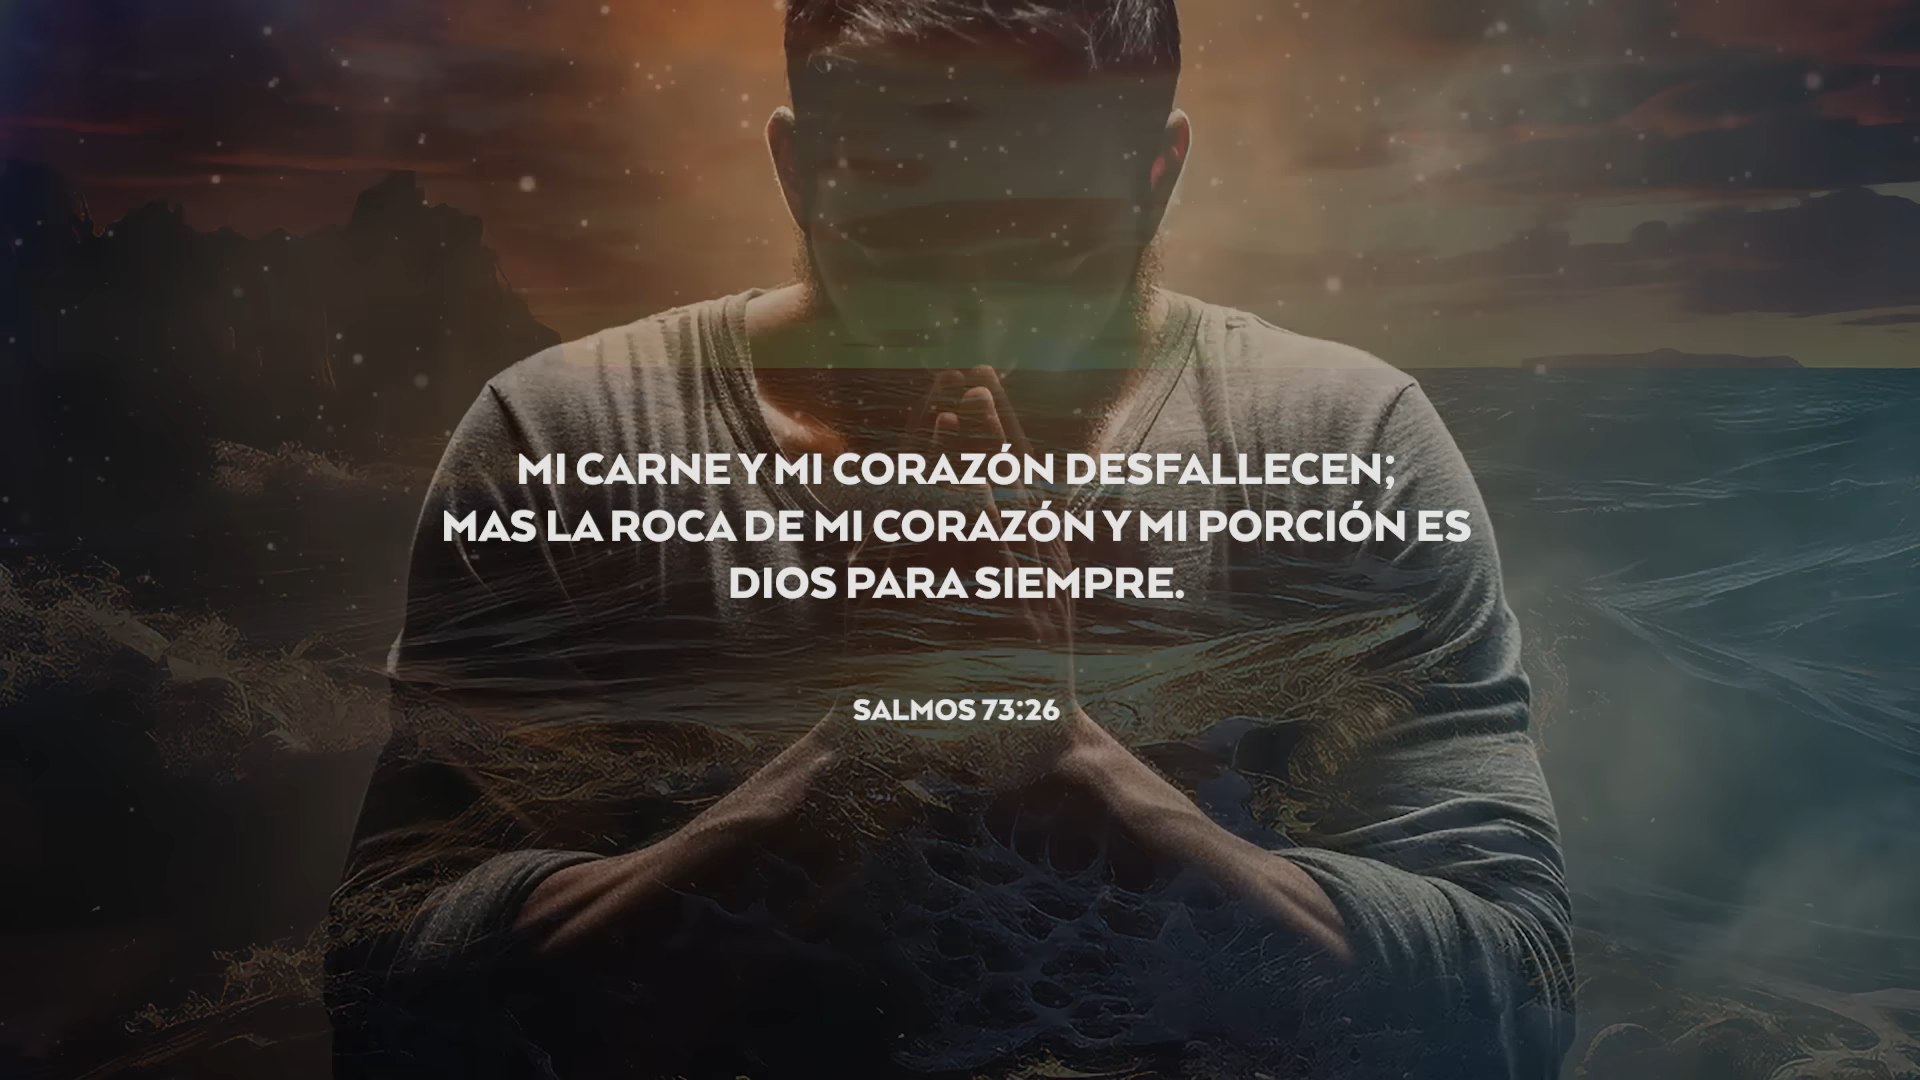 MI CARNE Y MI CORAZÓN DESFALLECEN;
MAS LA ROCA DE MI CORAZÓN Y MI PORCIÓN ES
DIOS PARA SIEMPRE.
SALMOS 73:26